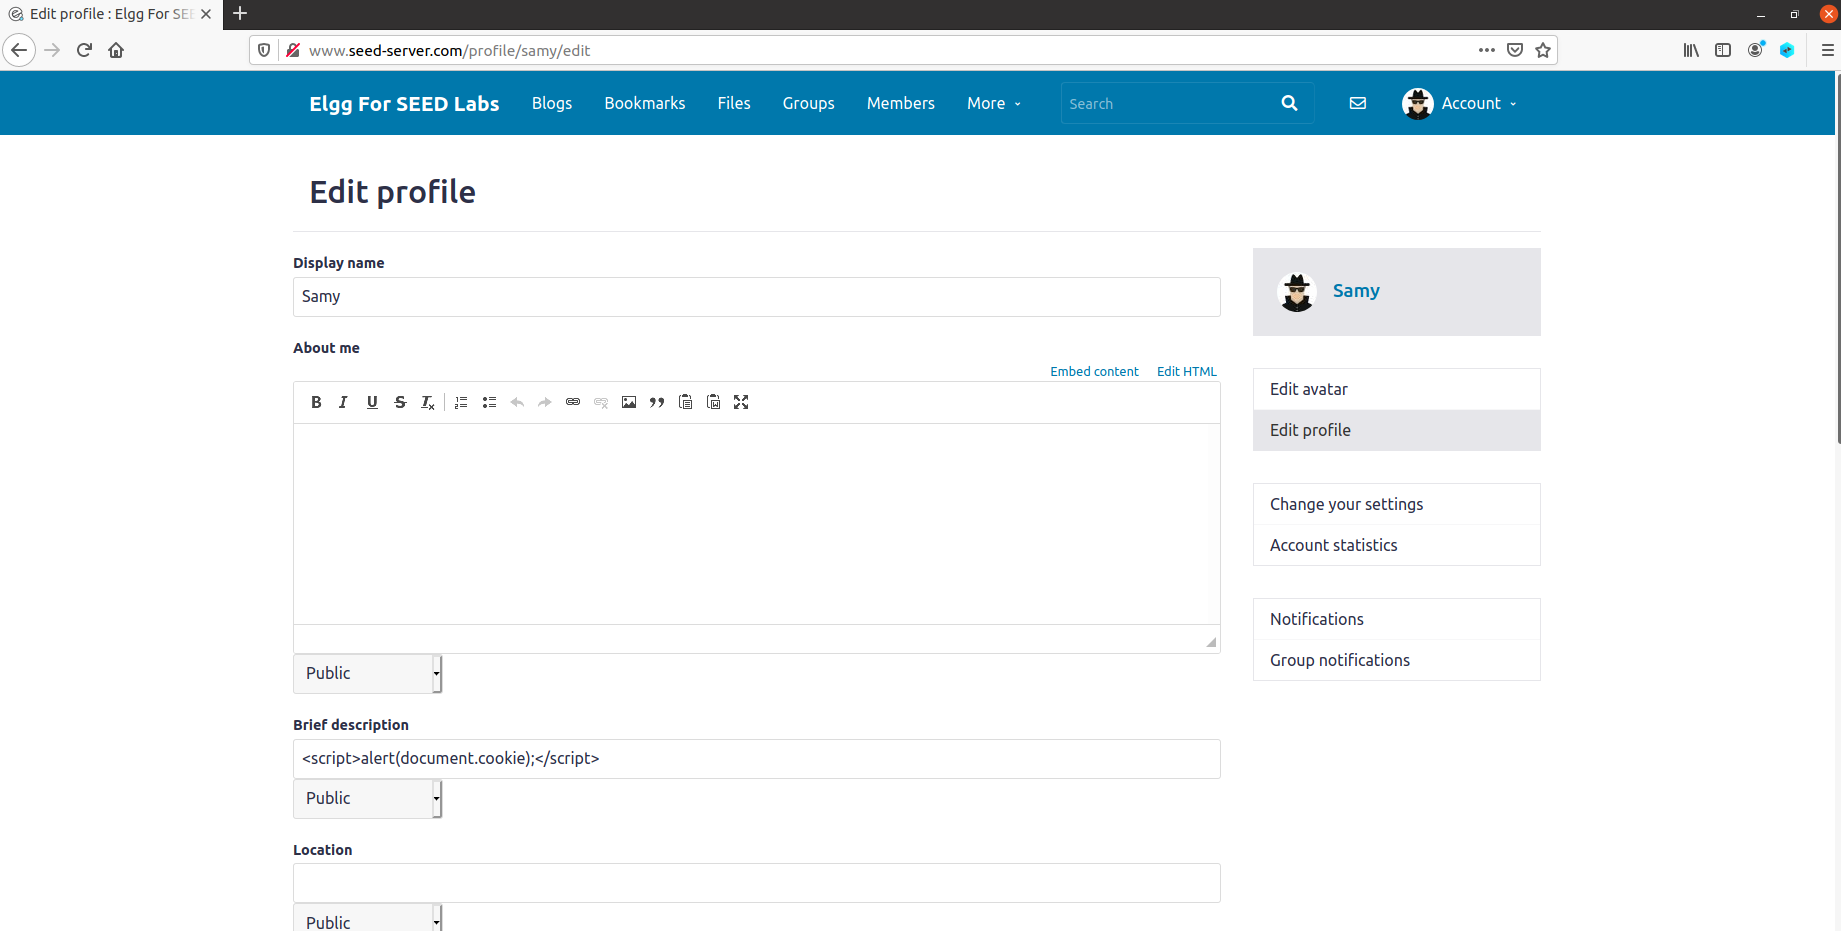 Edit profile : Elgg For SEE
www.seed-server.com/profile/samy/edit
Elgg For SEED Labs Blogs Bookmarks Files Groups Members More Search Account
Edit profile
Display name
Samy
About me
Embed content Edit HTML
B I U S Tx
Public
Brief description
<script>alert(document.cookie);</script>
Public
Location
Public
Samy
Edit avatar
Edit profile
Change your settings
Account statistics
Notifications
Group notifications